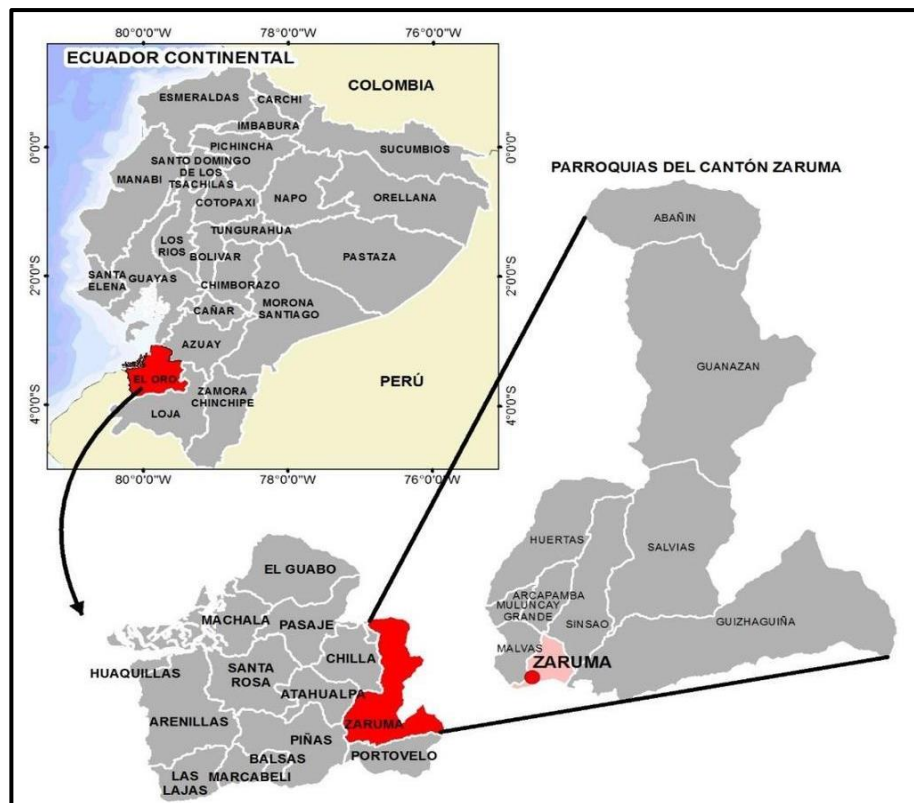 80°0'0"W
78°0'0"W
76°0'0"W
ECUADOR CONTINENTAL
COLOMBIA
ESMERALDAS
CARCHI
IMBABURA
PICHINCHA
SUCUMBIOS
0°0'0"
0°0'0"
SANTO DOMINGO
DE LOS
TSACHILAS
MANABI
NAPO
ORELLANA
COTOPAXI
TUNGURAHUA
LOS
RIOS
BOLIVAR
PASTAZA
SANTA
ELENA
GUAYAS
CHIMBORAZO
2°0'0"S
2°0'0"S
MORONA
SANTIAGO
CAÑAR
AZUAY
PERÚ
EL ORO
ZAMORA
CHINCHIPE
LOJA
4°0'0"S
4°0'0"S
80°0'0"W
78°0'0"W
76°0'0"W
PARROQUIAS DEL CANTÓN ZARUMA
ABAÑIN
GUANAZAN
HUERTAS
SALVIAS
ARCAPAMBA
MULUNCAY
GRANDE
SINSAO
GUIZHAGUIÑA
MALVAS
ZARUMA
EL GUABO
MACHALA
PASAJE
CHILLA
HUAQUILLAS
SANTA
ROSA
ATAHUALPA
ARENILLAS
ZARUMA
PIÑAS
PORTOVELO
BALSAS
LAS
LAJAS
MARCABELI